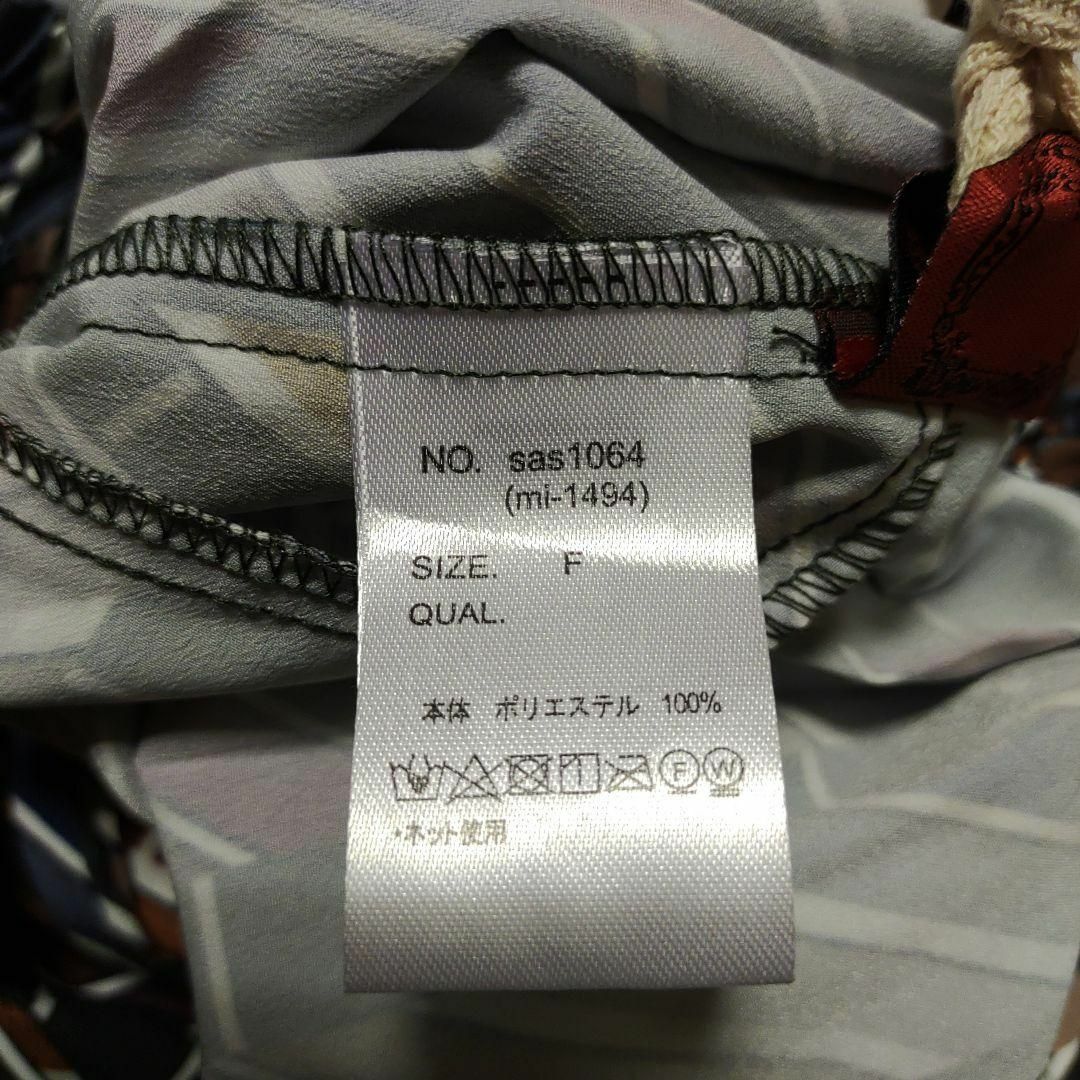 NO. sas1064
(mi-1494)
SIZE. F
QUAL.
本体 ポリエステル 100%
F W
・ネット使用